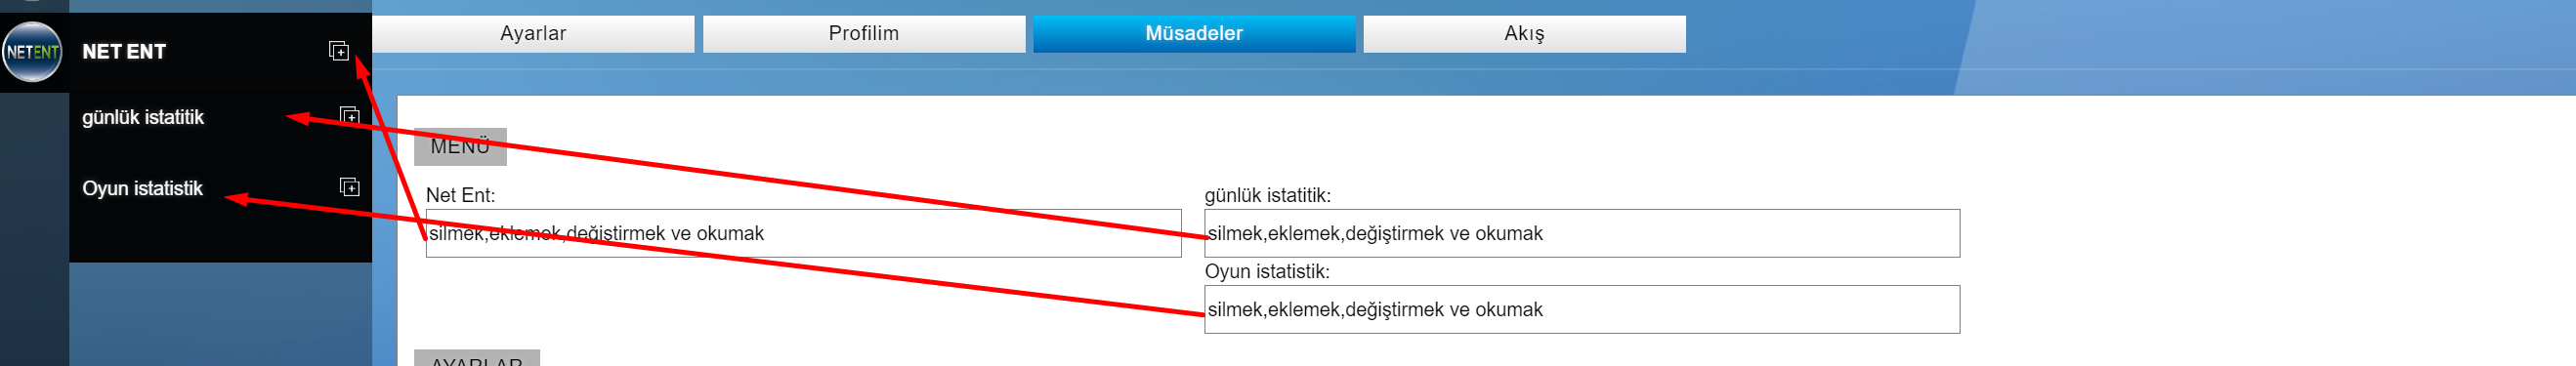 NETENT
NET ENT
günlük istatitik
Oyun istatistik
Ayarlar
Profilim
Müsadeler
Akış
MENÜ
Net Ent:
silmek,eklemek,değiştirmek ve okumak
günlük istatitik:
silmek,eklemek,değiştirmek ve okumak
Oyun istatistik:
silmek,eklemek,değiştirmek ve okumak
AYARLAR